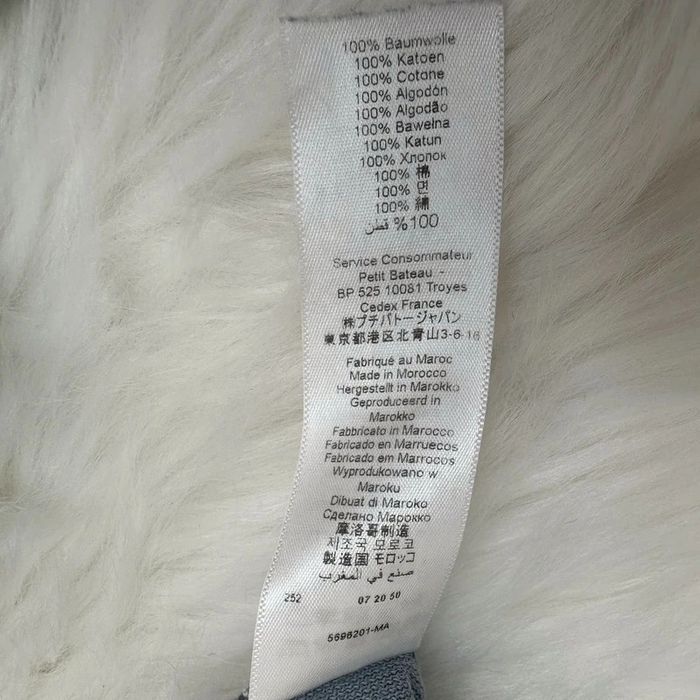 100% Baumwolle
100% Katoen
100% Cotone
100% Algodón
100% Algodão
100% Bawełna
100% Katun
100% Хлопок
100% 棉
100% 면
100% 綿
100% قطن
Service Consommateur
Petit Bateau -
BP 525 10081 Troyes
Cedex France
㈱プチバトージャパン
東京都港区北青山3-6-16
Fabriqué au Maroc
Made in Morocco
Hergestellt in Marokko
Geproduceerd in
Marokko
Fabbricato in Marocco
Fabricado en Marruecos
Fabricado em Marrocos
Wyprodukowano w
Maroku
Dibuat di Maroko
Сделано Марокко
摩洛哥制造
제조국 모로코
製造国 モロッコ
صنع في المغرب
252 07 20 50
5696201-MA